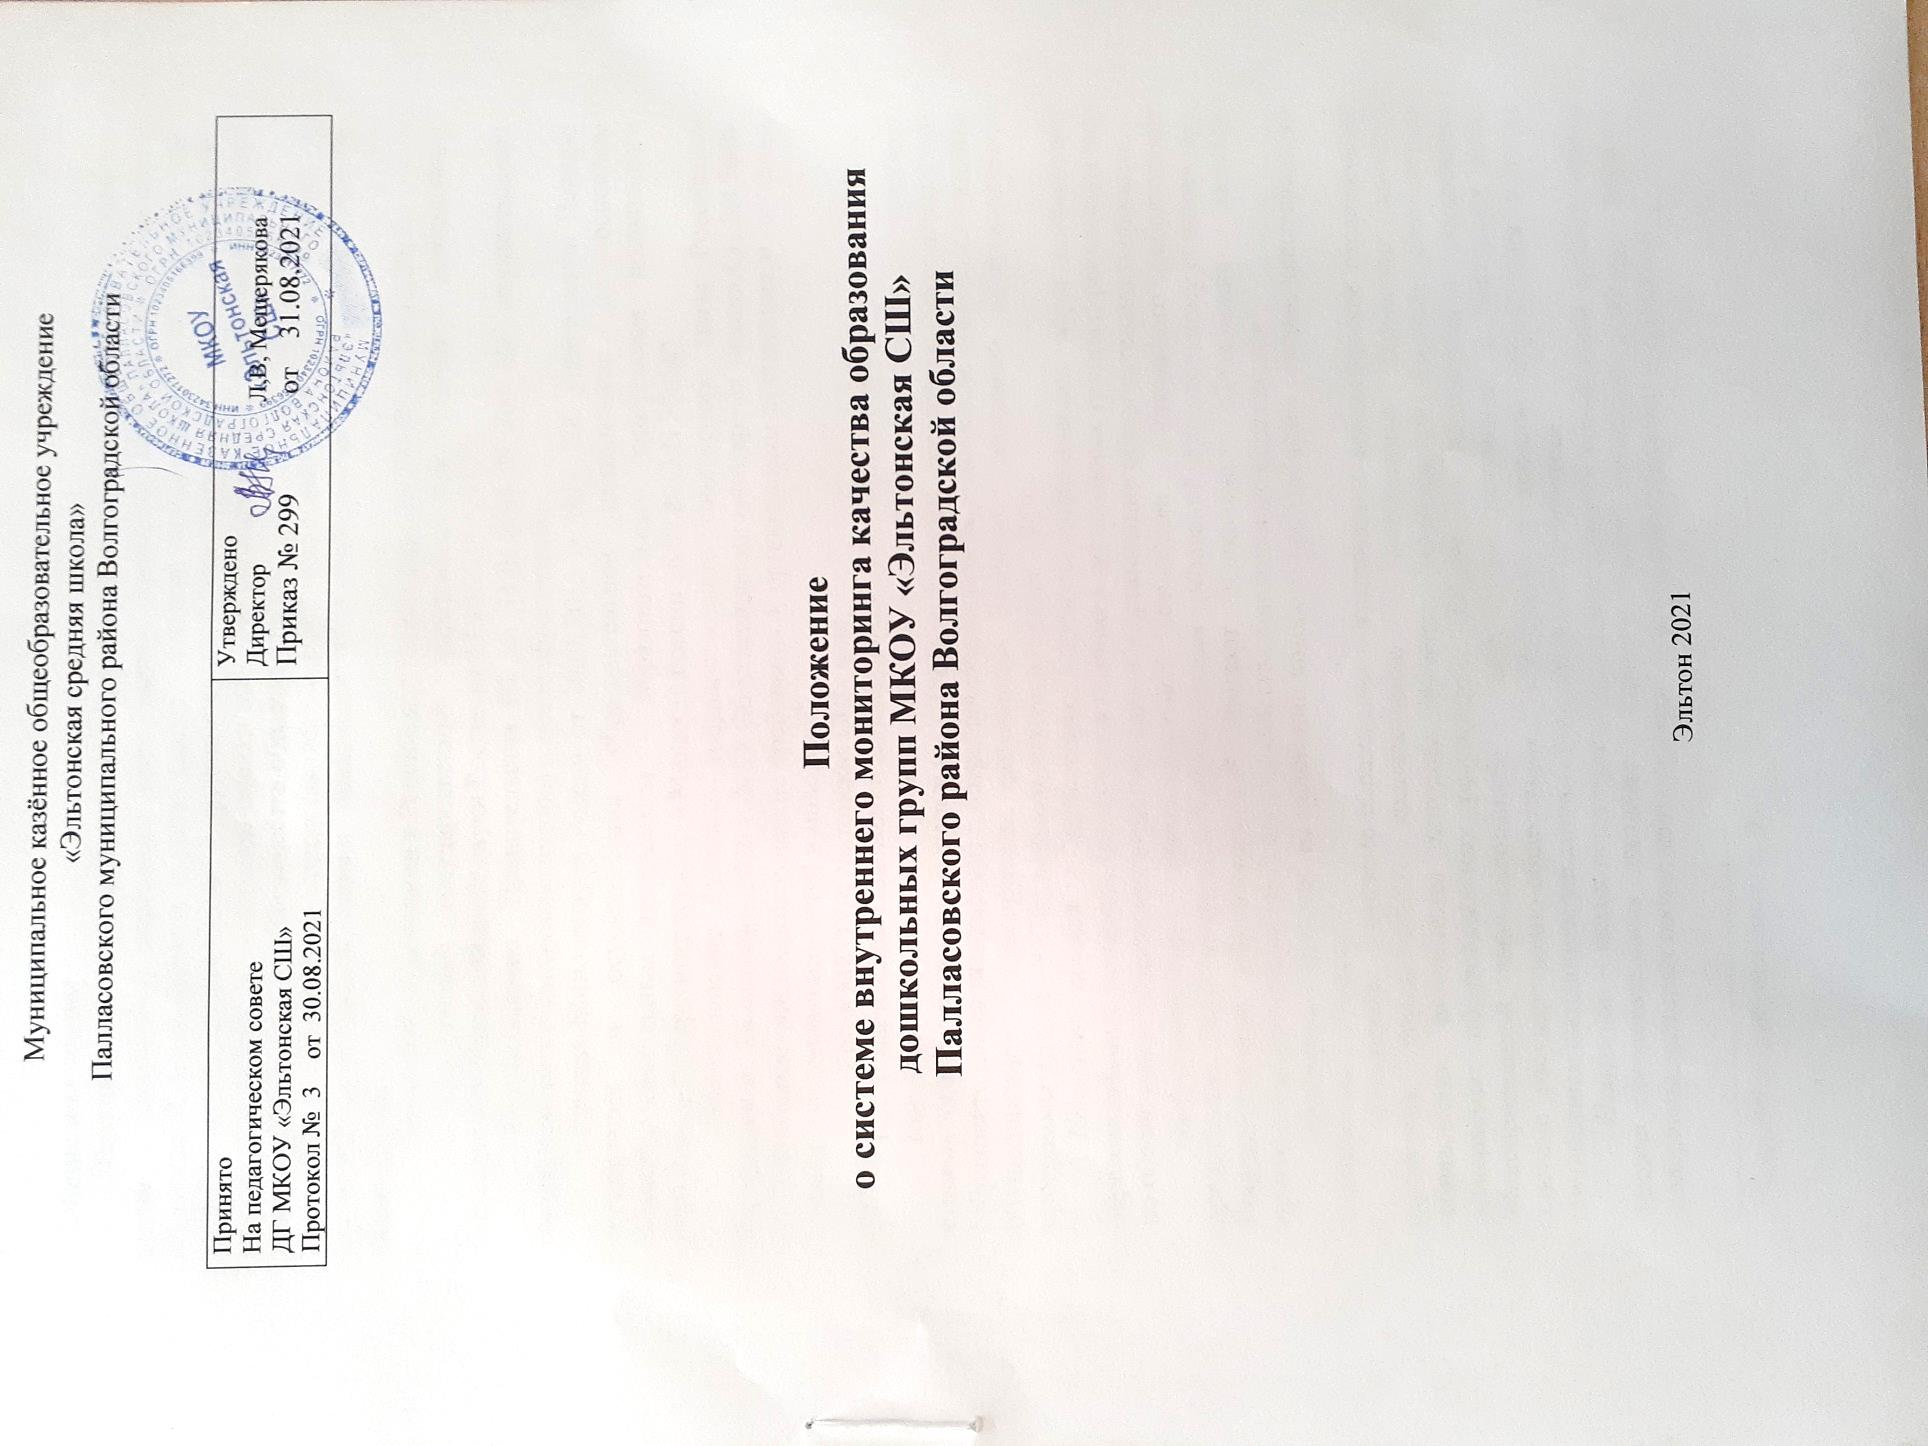 Муниципальное казённое общеобразовательное учреждение
«Эльтонская средняя школа»
Палласовского муниципального района Волгоградской области
Принято
На педагогическом совете
ДГ МКОУ «Эльтонская СШ»
Протокол № 3 от 30.08.2021
Утверждено
Директор Л,В, Мещерякова
Приказ № 299 от 31.08.2021
МКОУ
Эльтонская
Положение
о системе внутреннего мониторинга качества образования
дошкольных групп МКОУ «Эльтонская СШ»
Палласовского района Волгоградской области
Эльтон 2021